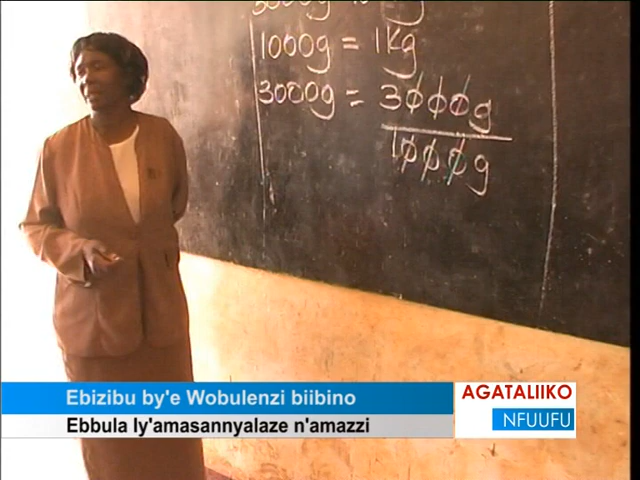 1000g = 1Kg
3000g = 3000g
1000g
Ebizibu by'e Wobulenzi biibino
Ebbula ly'amasannyalaze n'amazzi
AGATALIIKO
NFUUFU